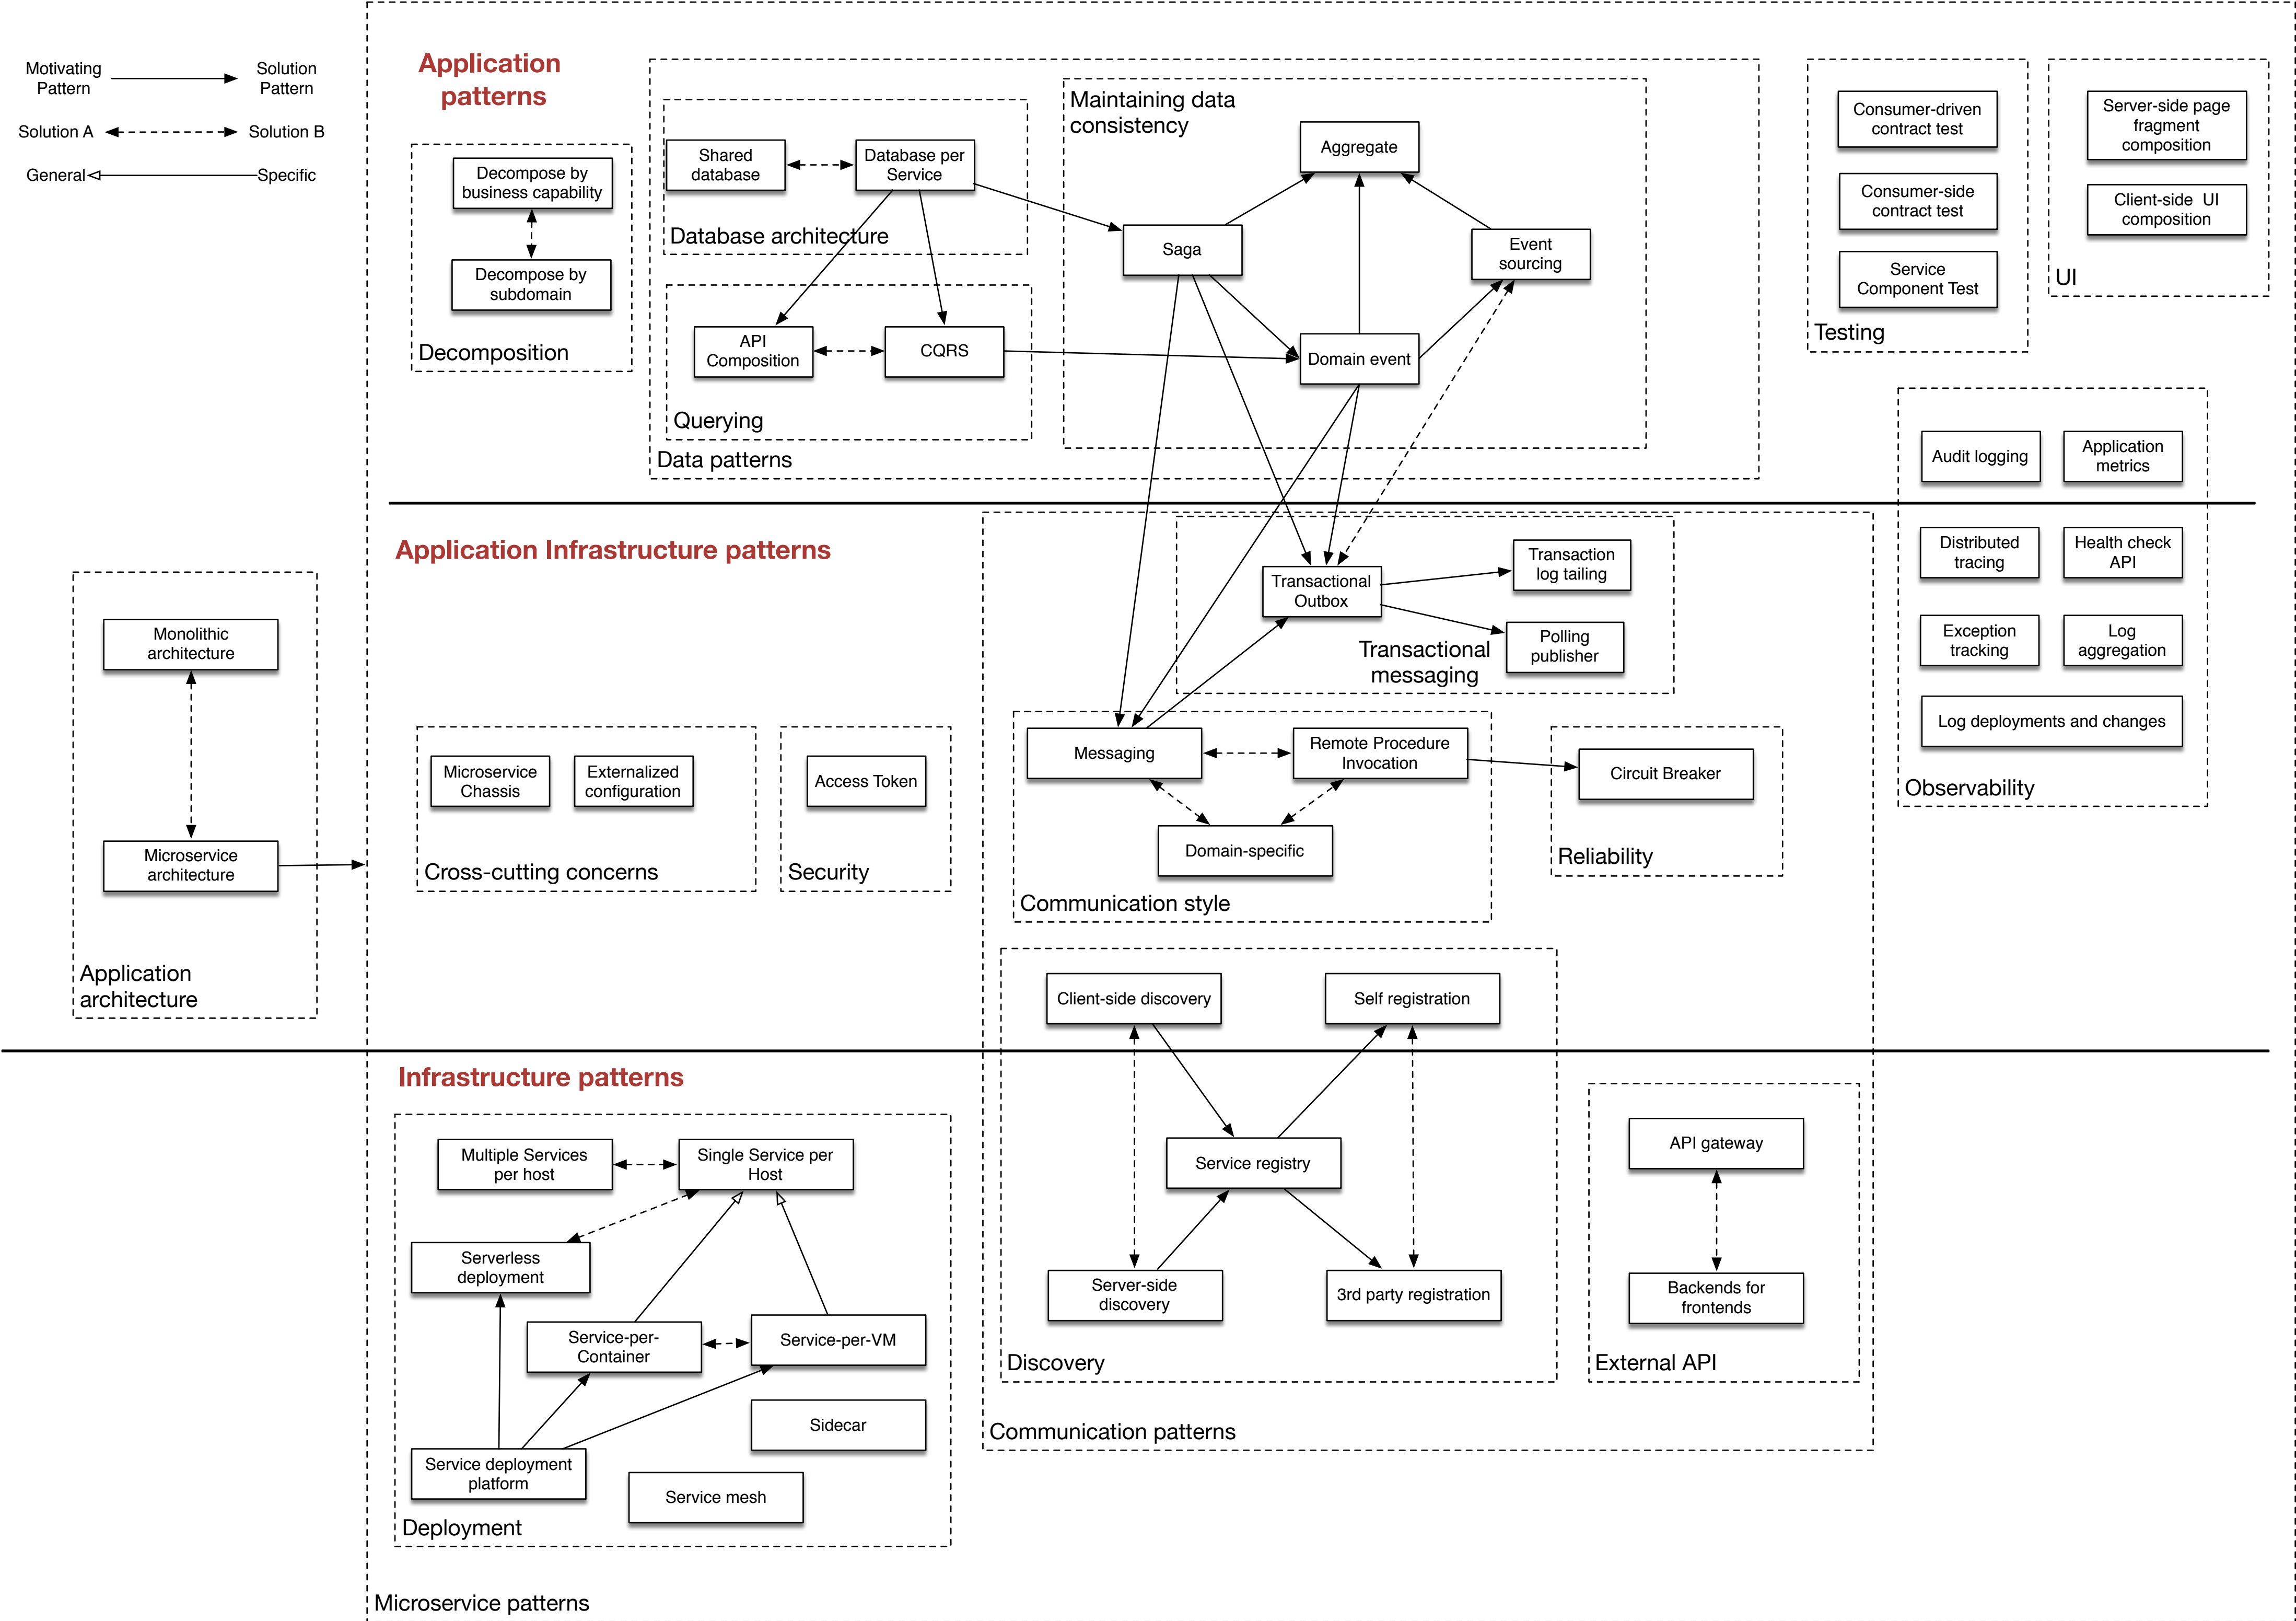 Motivating
Pattern
Solution
Pattern
Solution A
Solution B
General
Specific
Application
patterns
Decompose by
business capability
Decompose by
subdomain
Decomposition
Shared
database
Database per
Service
Database architecture
API
Composition
CQRS
Querying
Data patterns
Maintaining data
consistency
Aggregate
Saga
Event
sourcing
Domain event
Consumer-driven
contract test
Consumer-side
contract test
Service
Component Test
Testing
Server-side page
fragment
composition
Client-side UI
composition
UI
Audit logging
Application
metrics
Distributed
tracing
Health check
API
Exception
tracking
Log
aggregation
Log deployments and changes
Observability
Application Infrastructure patterns
Monolithic
architecture
Microservice
architecture
Application
architecture
Microservice
Chassis
Externalized
configuration
Cross-cutting concerns
Access Token
Security
Transactional
Outbox
Transaction
log tailing
Polling
publisher
Transactional
messaging
Messaging
Remote Procedure
Invocation
Domain-specific
Communication style
Circuit Breaker
Reliability
Client-side discovery
Self registration
Service registry
Server-side
discovery
3rd party registration
Discovery
API gateway
Backends for
frontends
External API
Communication patterns
Infrastructure patterns
Multiple Services
per host
Single Service per
Host
Serverless
deployment
Service-per-
Container
Service-per-VM
Sidecar
Service deployment
platform
Service mesh
Deployment
Microservice patterns